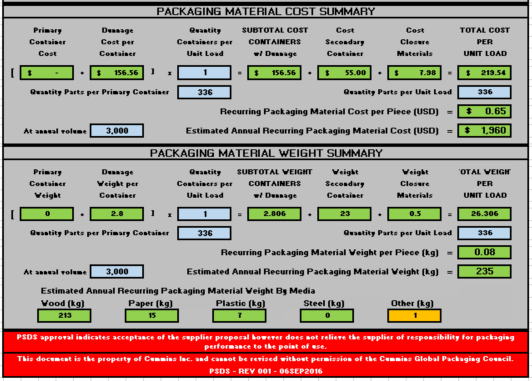 PACKAGING MATERIAL COST SUMMARY
Primary Dunnage Quantity SUBTOTAL COST Cost Cost TOTAL COST
Container Cost per Containers per CONTAINERS Secondary Closure PER
Cost Container Unit Load w/ Dunnage Container Materials UNIT LOAD
[ $ - + $ 156.56 ] x 1 = $ 156.56 + $ 55.00 + $ 7.98 = $ 219.54
Quantity Parts per Primary Container 336 Quantity Parts per Unit Load 336
Recurring Packaging Material Cost per Piece (USD) = $ 0.65
At annual volume 3,000 Estimated Annual Recurring Packaging Material Cost (USD) = $ 1,960
PACKAGING MATERIAL WEIGHT SUMMARY
Primary Dunnage Quantity SUBTOTAL WEIGHT Weight Weight OTAL WEIGHT
Container Weight per Containers per CONTAINERS Secondary Closure PER
Weight Container Unit Load w/ Dunnage Container Materials UNIT LOAD
[ 0 + 2.8 ] x 1 = 2.806 + 23 + 0.5 = 26.306
Quantity Parts per Primary Container 336 Quantity Parts per Unit Load 336
Recurring Packaging Material Weight per Piece (kg) = 0.08
At annual volume 3,000 Estimated Annual Recurring Packaging Material Weight (kg) = 235
Estimated Annual Recurring Packaging Material Weight By Media
Wood (kg) Paper (kg) Plastic (kg) Steel (kg) Other (kg)
213 15 7 0 1
PSDS approval indicates acceptance of the supplier proposal however does not relieve the supplier of responsibility for packaging
performance to the point of use.
This document is the property of Cummins Inc. and cannot be revised without permission of the Cummins Global Packaging Council.
PSDS - REV 001 - 06SEP2016